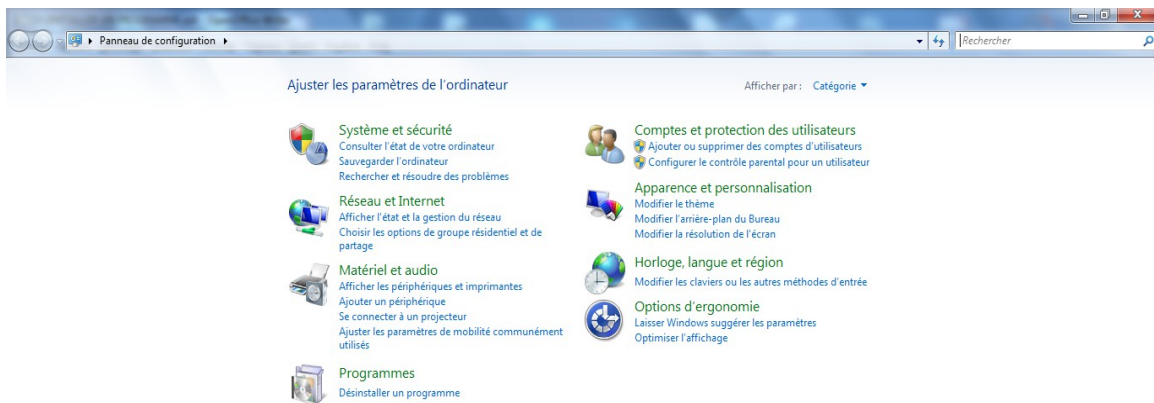 Panneau de configuration
Rechercher
Ajuster les paramètres de l'ordinateur
Afficher par : Catégorie
Système et sécurité
Consulter l'état de votre ordinateur
Sauvegarder l'ordinateur
Rechercher et résoudre des problèmes
Réseau et Internet
Afficher l'état et la gestion du réseau
Choisir les options de groupe résidentiel et de
partage
Matériel et audio
Afficher les périphériques et imprimantes
Ajouter un périphérique
Se connecter à un projecteur
Ajuster les paramètres de mobilité communément
utilisés
Programmes
Désinstaller un programme
Comptes et protection des utilisateurs
Ajouter ou supprimer des comptes d'utilisateurs
Configurer le contrôle parental pour un utilisateur
Apparence et personnalisation
Modifier le thème
Modifier l'arrière-plan du Bureau
Modifier la résolution de l'écran
Horloge, langue et région
Modifier les claviers ou les autres méthodes d'entrée
Options d'ergonomie
Laisser Windows suggérer les paramètres
Optimiser l'affichage